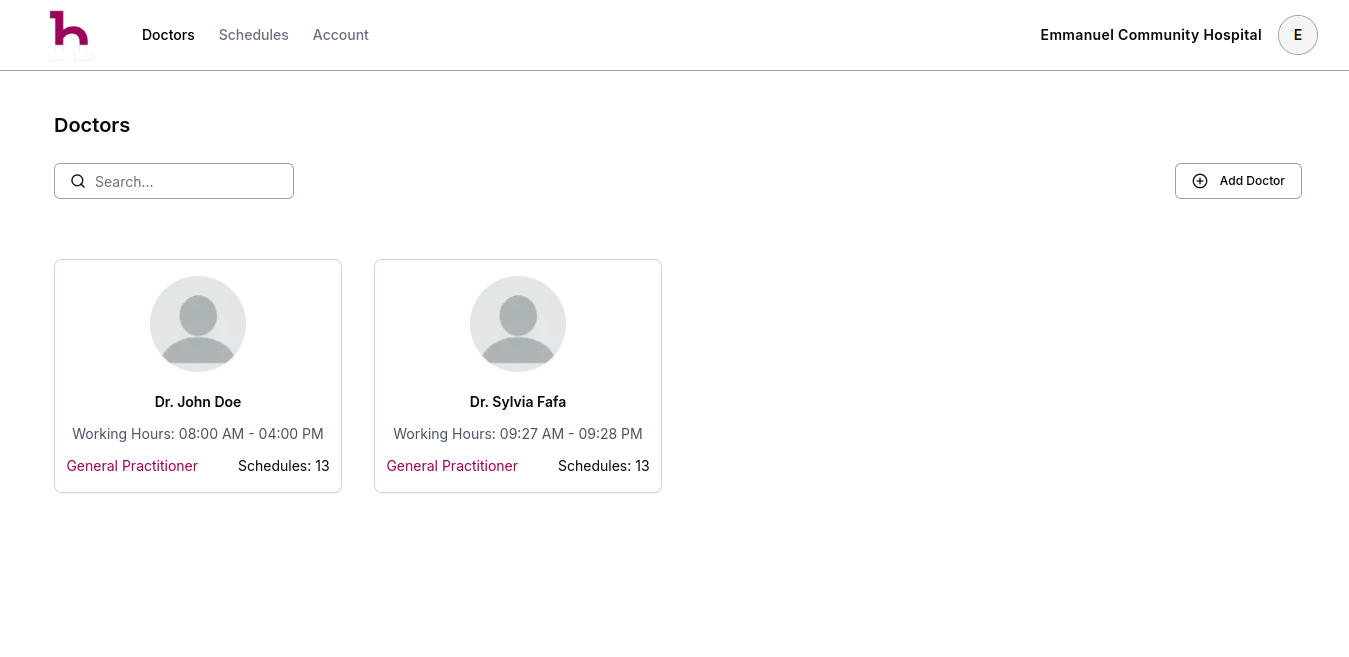 h
Doctors Schedules Account Emmanuel Community Hospital E
Doctors
Search...
Add Doctor
Dr. John Doe
Working Hours: 08:00 AM - 04:00 PM
General Practitioner Schedules: 13
Dr. Sylvia Fafa
Working Hours: 09:27 AM - 09:28 PM
General Practitioner Schedules: 13